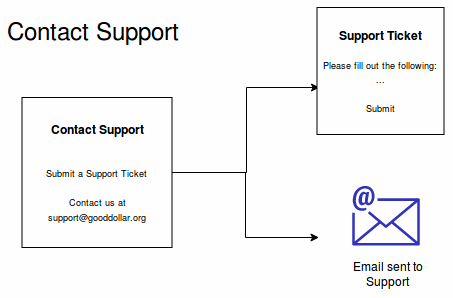 Contact Support
Support Ticket
Please fill out the following:
...
Submit
Contact Support
Submit a Support Ticket
Contact us at
support@gooddollar.org
@
Email sent to
Support